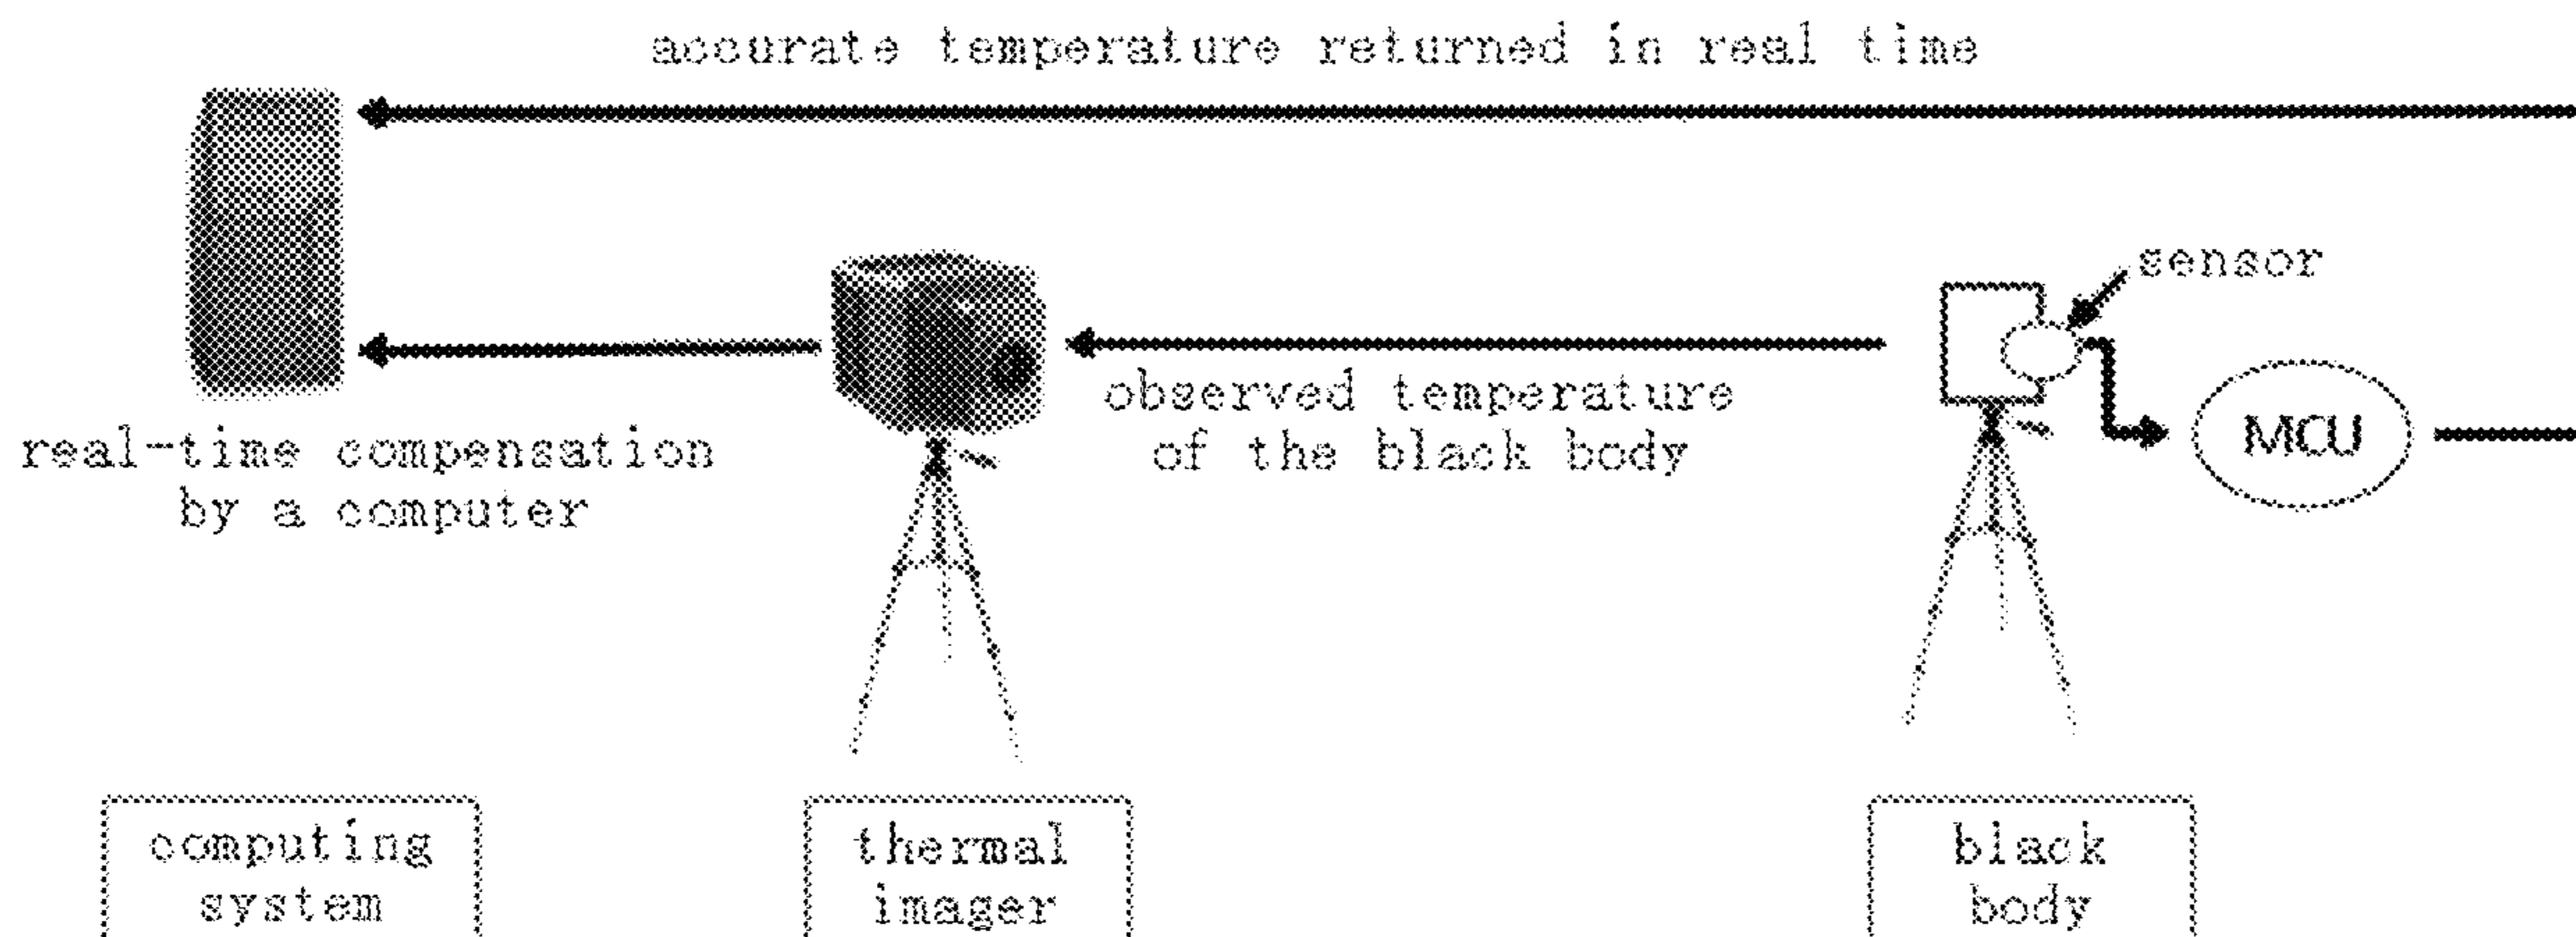 accurate temperature returned in real time
sensor
observed temperature
of the black body
MCU
real-time compensation
by a computer
computing
system
thermal
imager
black
body